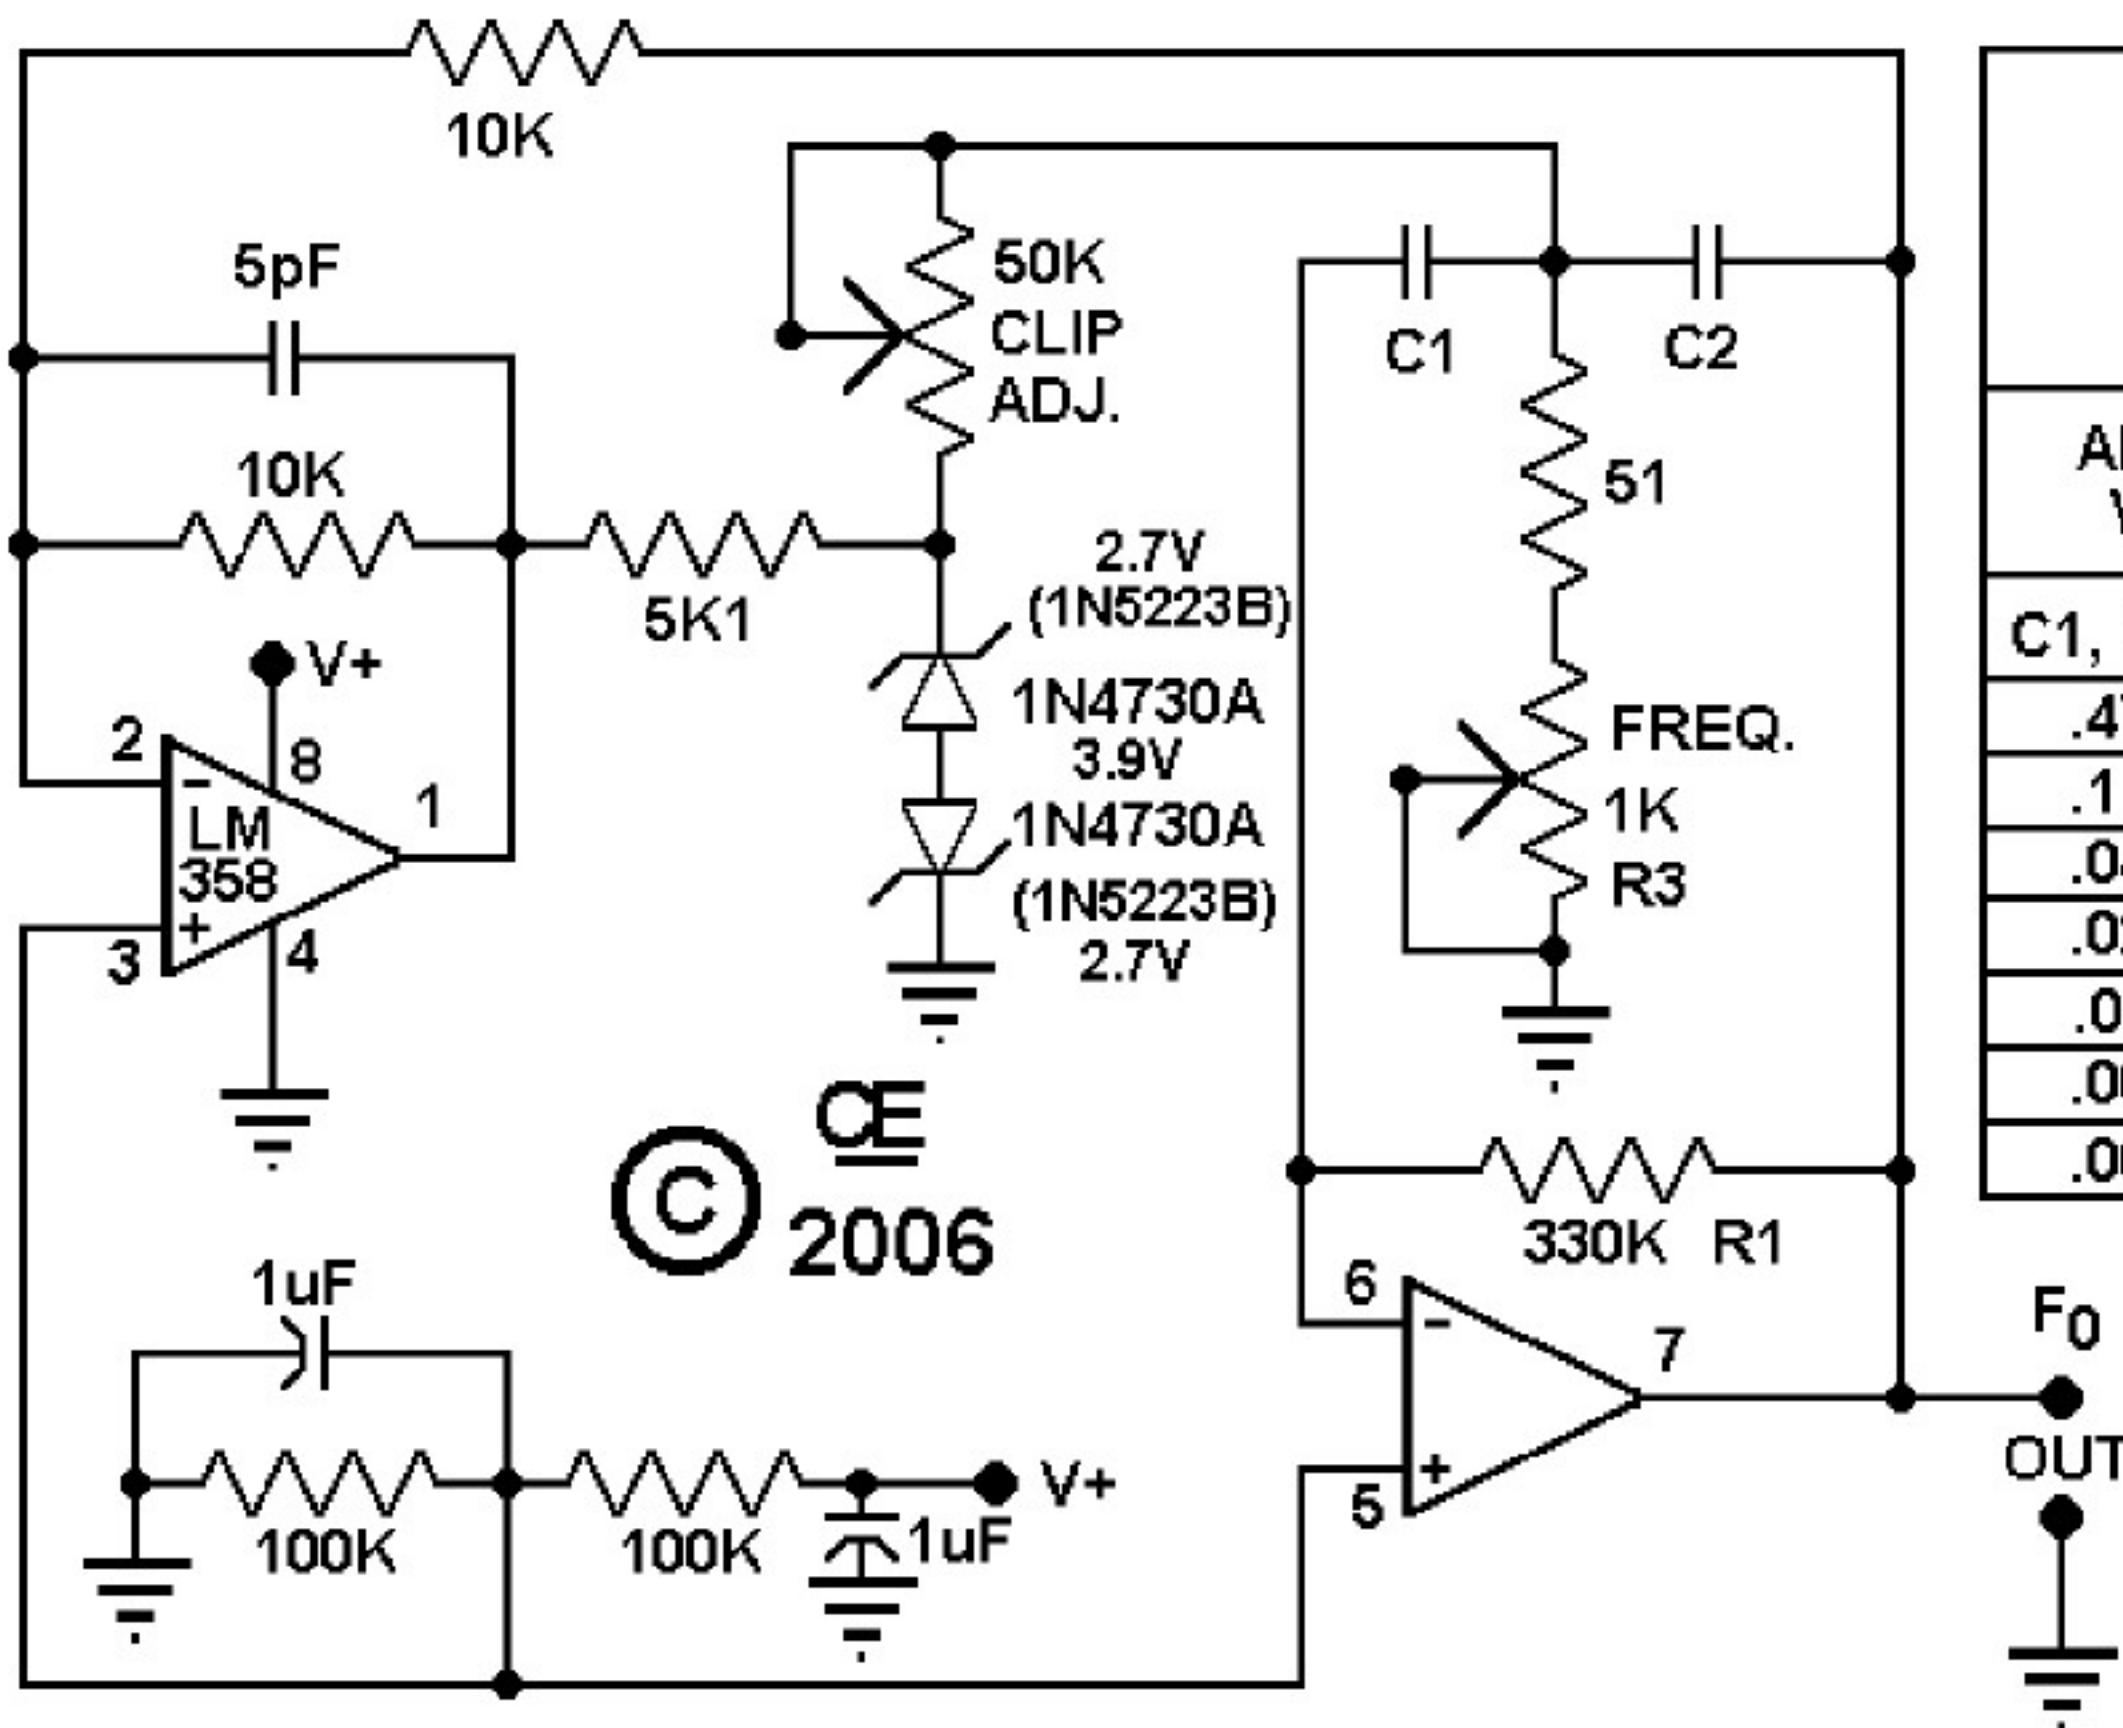 10K
5pF
10K
5K1
50K
CLIP
ADJ.
C1
C2
51
2.7V
(1N5223B)
1N4730A
3.9V
1N4730A
(1N5223B)
2.7V
FREQ.
1K
R3
V+
2
8
1
-
LM
358
+
3
4
CE
© 2006
330K R1
6
-
7
+
5
1uF
100K
100K
V+
1uF
F0
OUT
C1,
.1